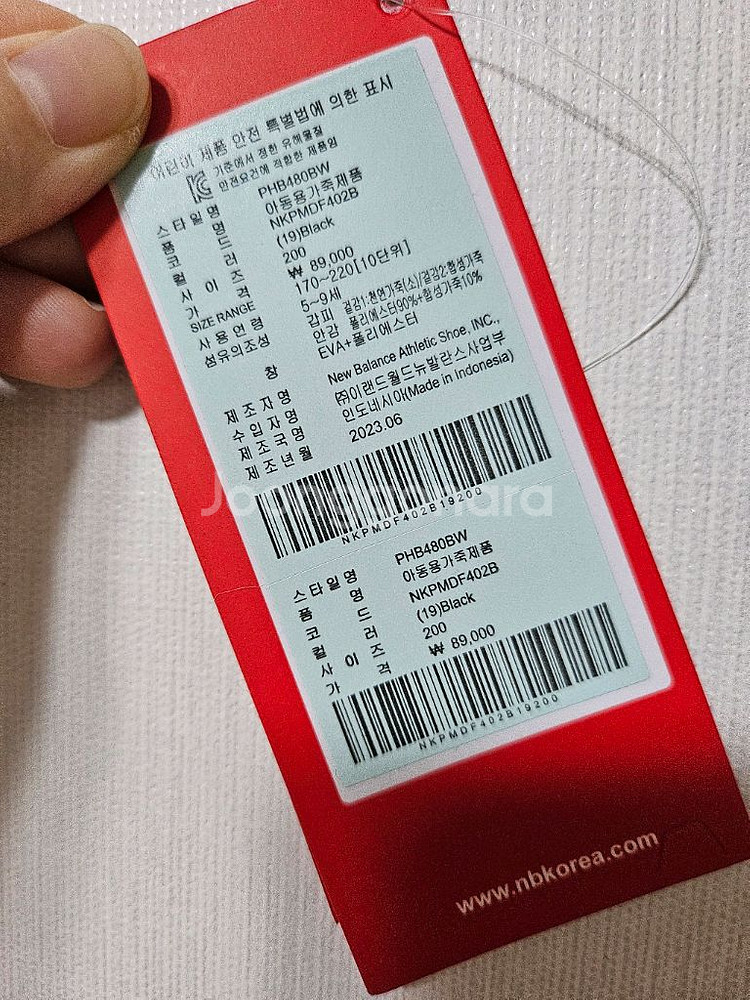 어린이 제품 안전 특별법에 의한 표시
기준에서 정한 유해물질
안전요건에 적합한 제품임
스타일명 PHB480BW
품명 아동용가죽제품
코드 NKPMDF402B
컬러 (19)Black
사이즈 200
가격 ₩ 89,000
SIZE RANGE 170~220[10단위]
사용연령 5~9세
섬유의조성 갑피 겉감1:천연가죽(소)/겉감2:합성가죽
안감 폴리에스터90%+합성가죽10%
창 EVA+폴리에스터
제조자명 New Balance Athletic Shoe, INC.,
수입자명 ㈜이랜드월드뉴발란스사업부
제조국명 인도네시아(Made in Indonesia)
제조년월 2023.06
NKPMDF402B19200
Joongonara
스타일명 PHB480BW
품명 아동용가죽제품
코드 NKPMDF402B
컬러 (19)Black
사이즈 200
가격 ₩ 89,000
NKPMDF402B19200
www.nbkorea.com